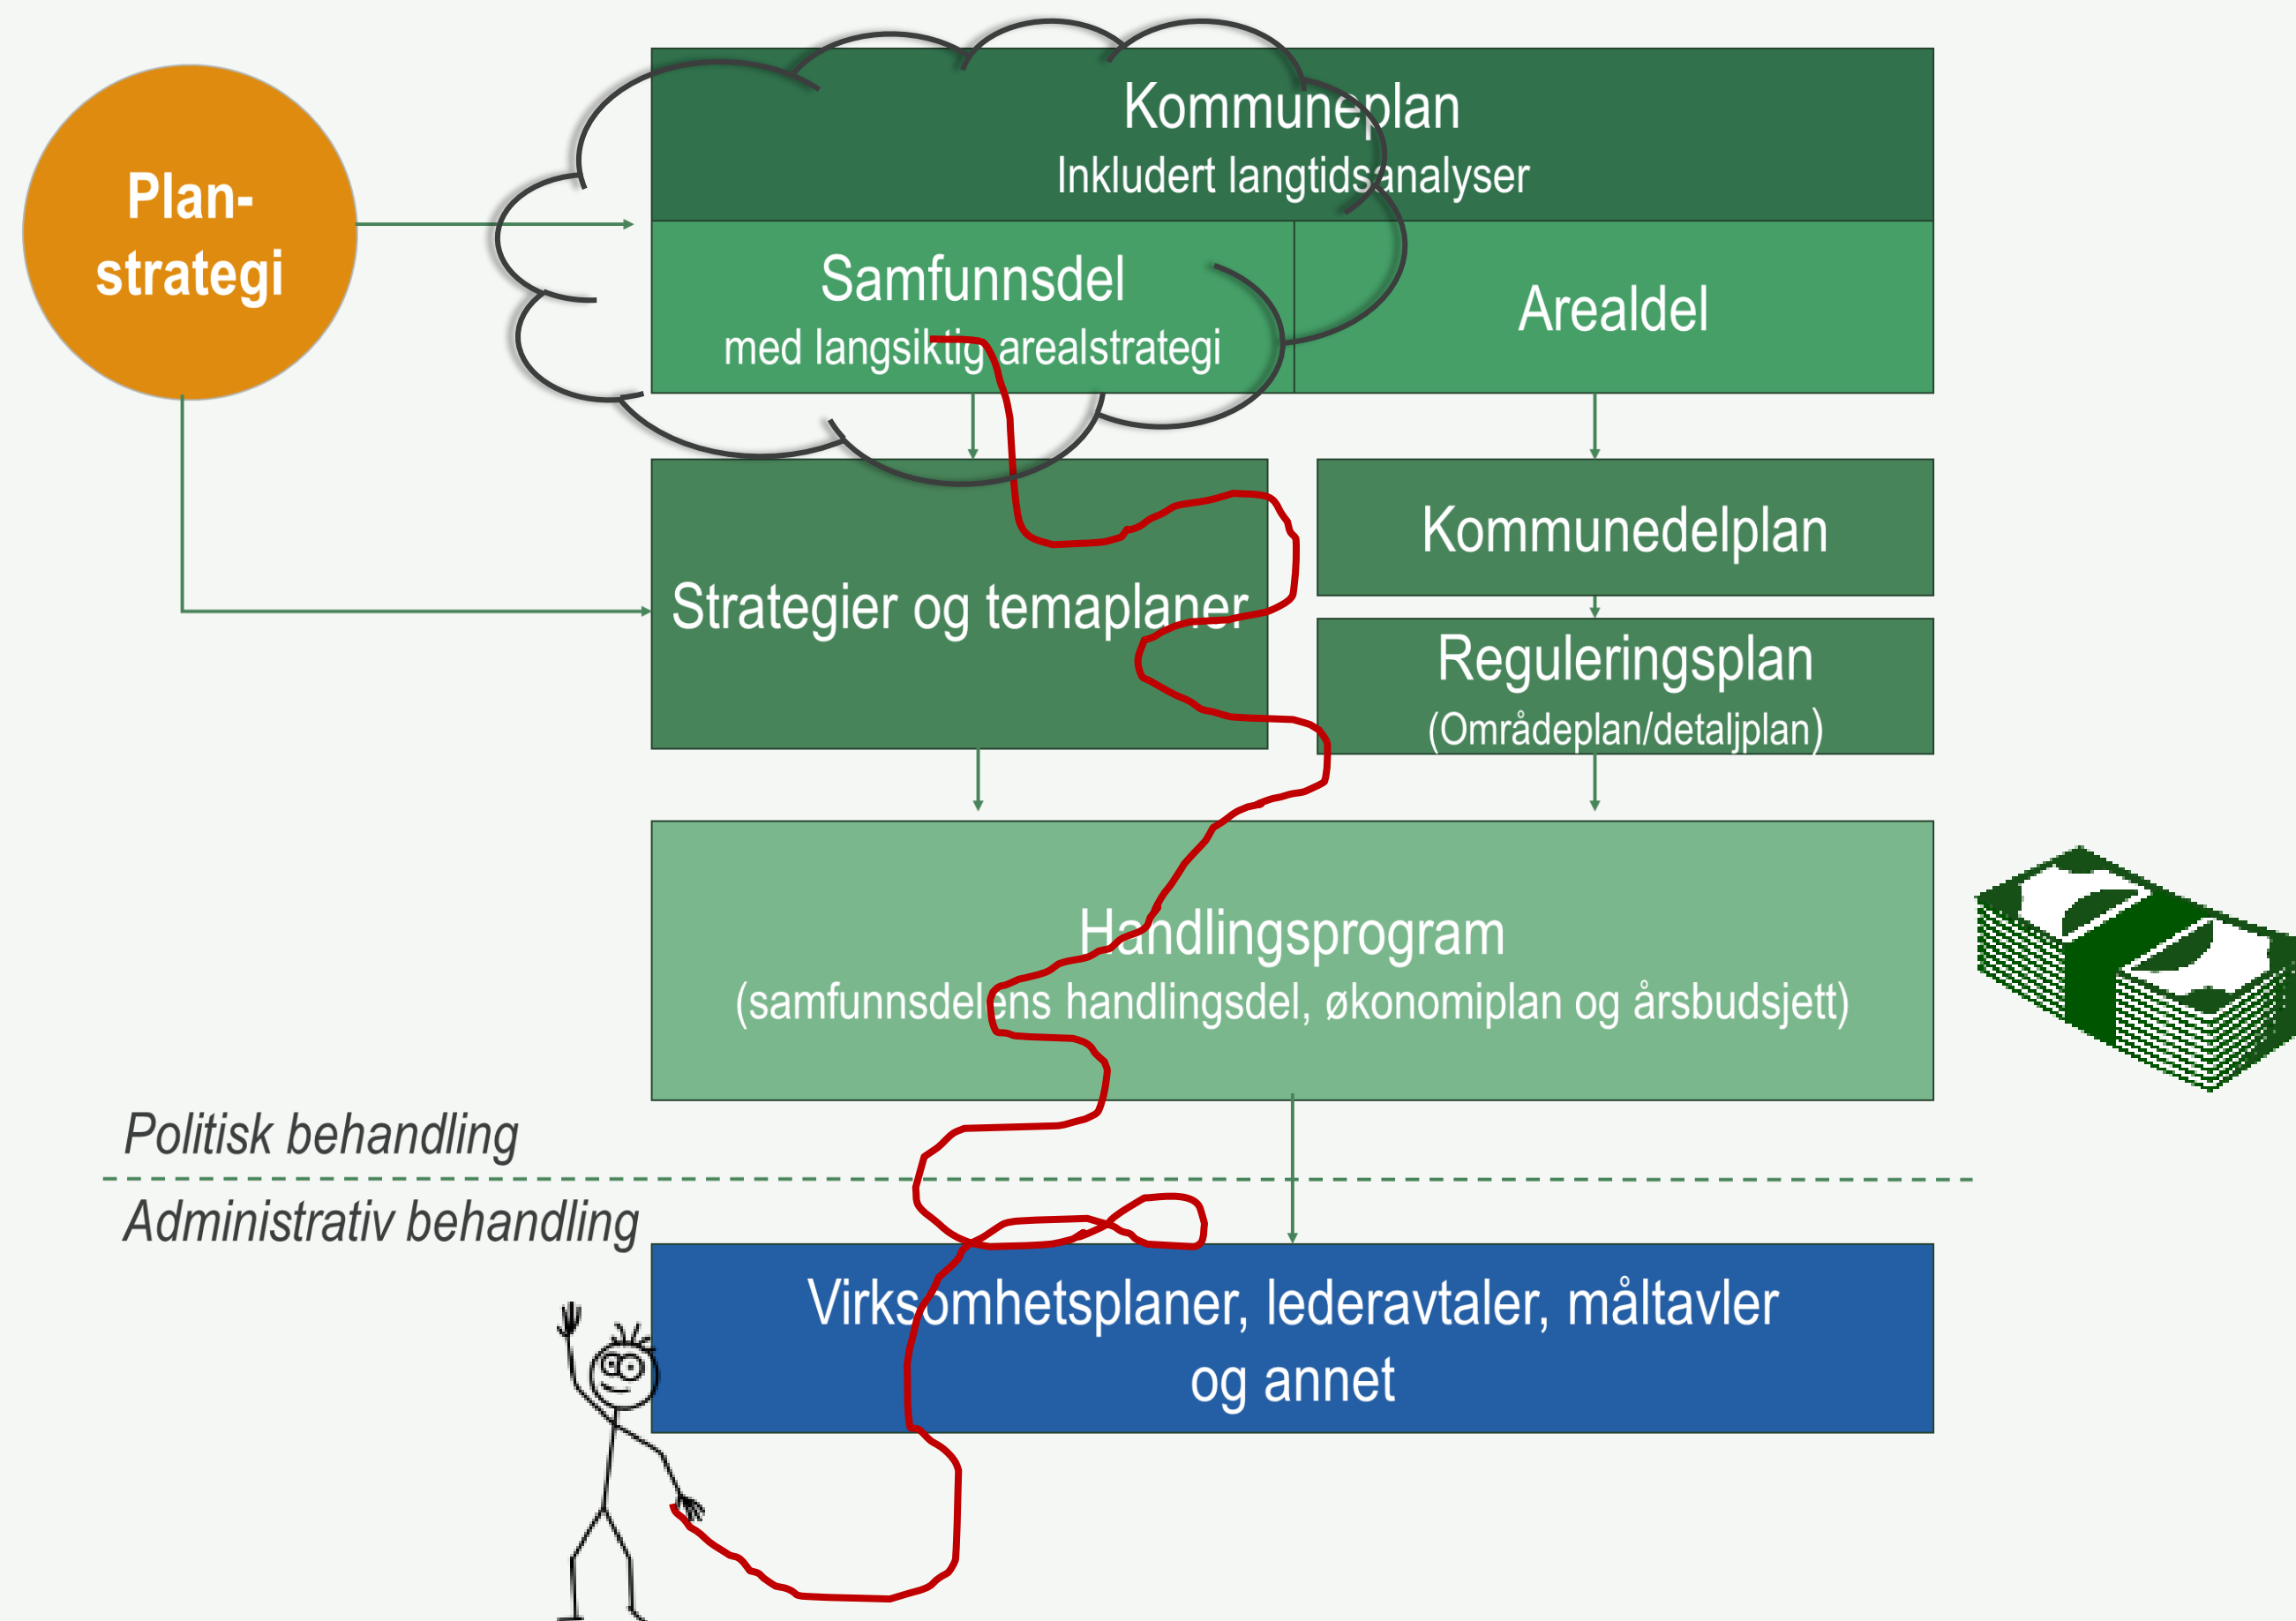 Plan-
strategi
Kommuneplan
Inkludert langtidsanalyser
Samfunnsdel
med langsiktig arealstrategi
Arealdel
Strategier og temaplaner
Kommunedelplan
Reguleringsplan
(Områdeplan/detaljplan)
Handlingsprogram
(samfunnsdelens handlingsdel, økonomiplan og årsbudsjett)
Politisk behandling
Administrativ behandling
Virksomhetsplaner, lederavtaler, måltavler
og annet